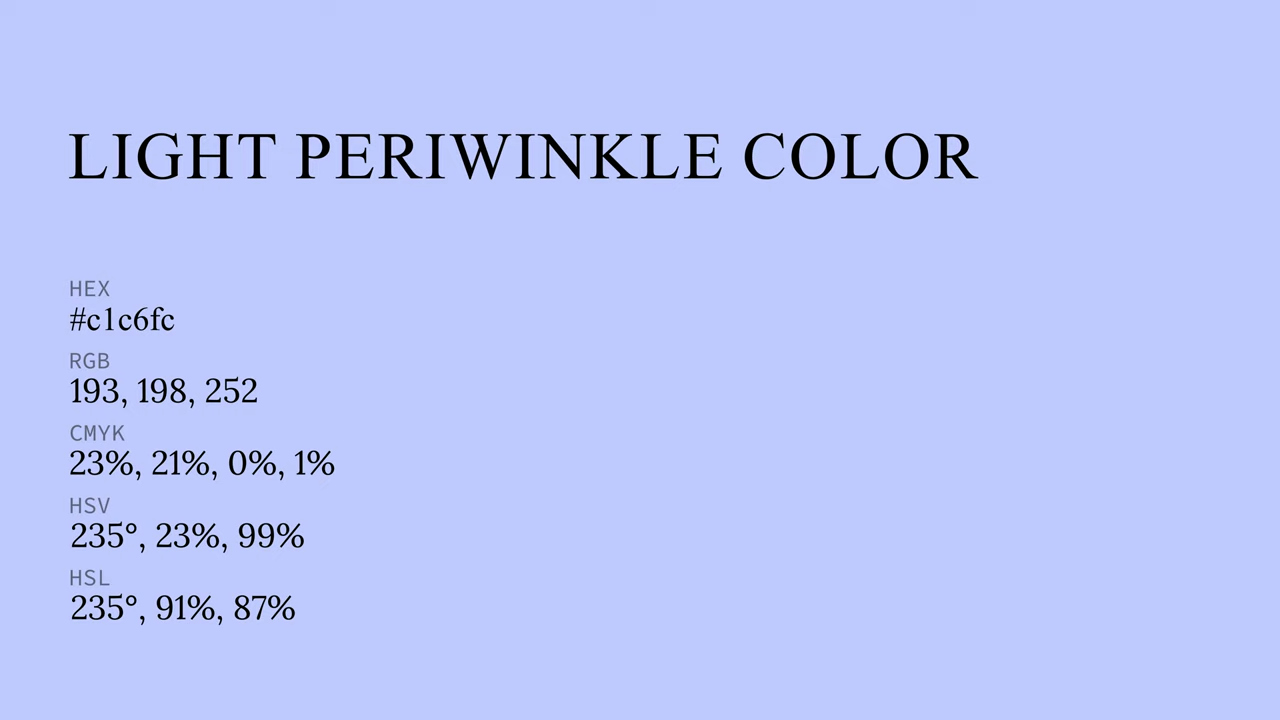 LIGHT PERIWINKLE COLOR
HEX
#c1c6fc
RGB
193, 198, 252
CMYK
23%, 21%, 0%, 1%
HSV
235°, 23%, 99%
HSL
235°, 91%, 87%